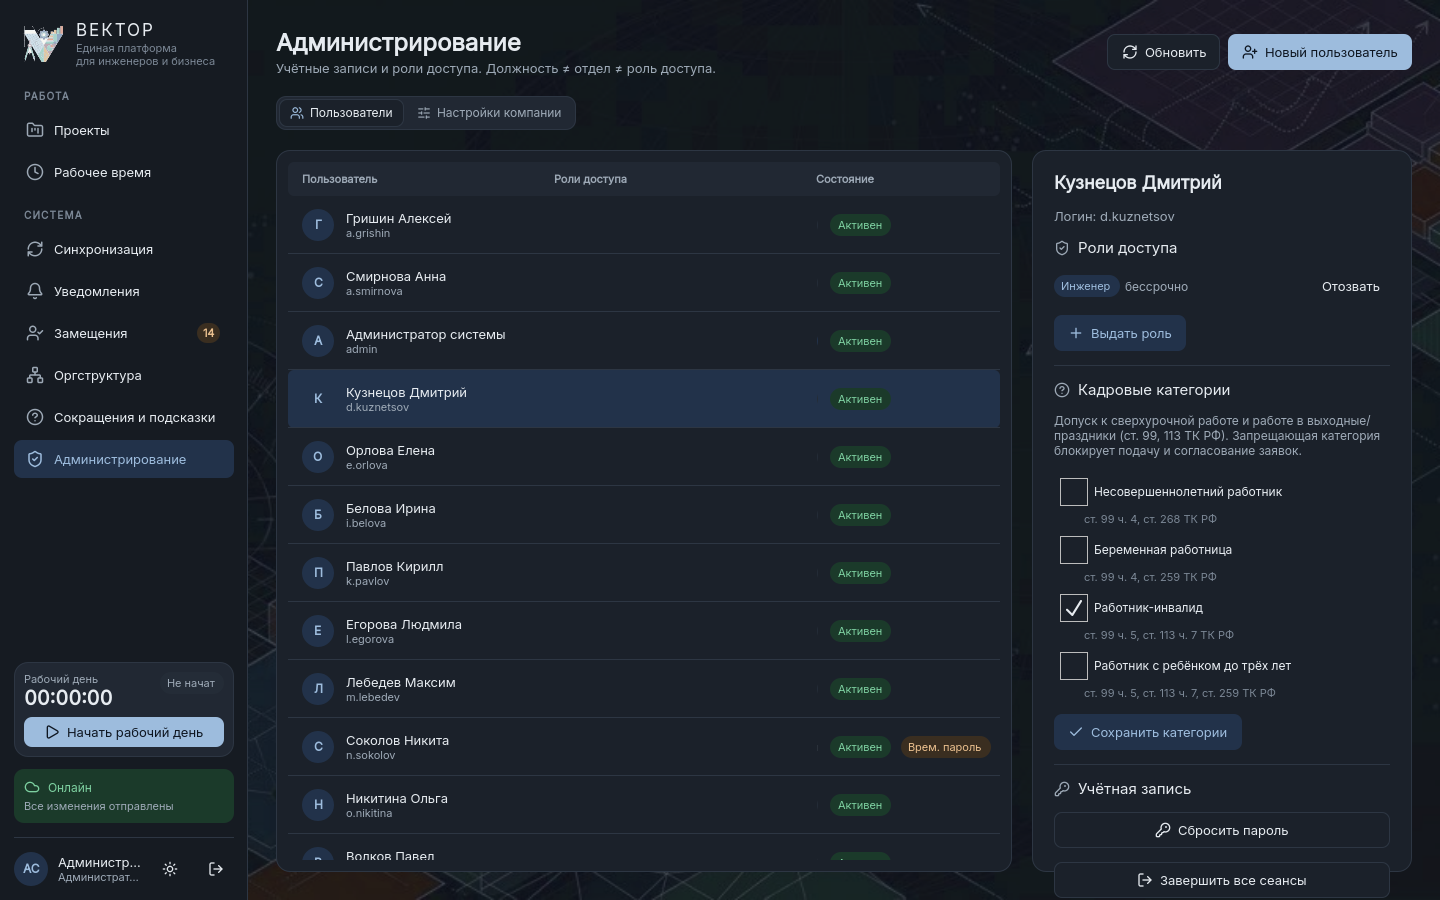 ВЕКТОР
Единая платформа
для инженеров и бизнеса
РАБОТА
Проекты
Рабочее время
СИСТЕМА
Синхронизация
Уведомления
Замещения
14
Оргструктура
Сокращения и подсказки
Администрирование
Рабочий день
Не начат
00:00:00
Начать рабочий день
Онлайн
Все изменения отправлены
АС
Администр...
Администрат...
Администрирование
Учётные записи и роли доступа. Должность ≠ отдел ≠ роль доступа.
Обновить
Новый пользователь
Пользователи
Настройки компании
Пользователь
Роли доступа
Состояние
Г
Гришин Алексей
a.grishin
Активен
С
Смирнова Анна
a.smirnova
Активен
А
Администратор системы
admin
Активен
К
Кузнецов Дмитрий
d.kuznetsov
Активен
О
Орлова Елена
e.orlova
Активен
Б
Белова Ирина
i.belova
Активен
П
Павлов Кирилл
k.pavlov
Активен
Е
Егорова Людмила
l.egorova
Активен
Л
Лебедев Максим
m.lebedev
Активен
С
Соколов Никита
n.sokolov
Активен
Врем. пароль
Н
Никитина Ольга
o.nikitina
Активен
Волков Павел
Кузнецов Дмитрий
Логин: d.kuznetsov
Роли доступа
Инженер
бессрочно
Отозвать
Выдать роль
Кадровые категории
Допуск к сверхурочной работе и работе в выходные/
праздники (ст. 99, 113 ТК РФ). Запрещающая категория
блокирует подачу и согласование заявок.
Несовершеннолетний работник
ст. 99 ч. 4, ст. 268 ТК РФ
Беременная работница
ст. 99 ч. 4, ст. 259 ТК РФ
Работник-инвалид
ст. 99 ч. 5, ст. 113 ч. 7 ТК РФ
Работник с ребёнком до трёх лет
ст. 99 ч. 5, ст. 113 ч. 7, ст. 259 ТК РФ
Сохранить категории
Учётная запись
Сбросить пароль
Завершить все сеансы